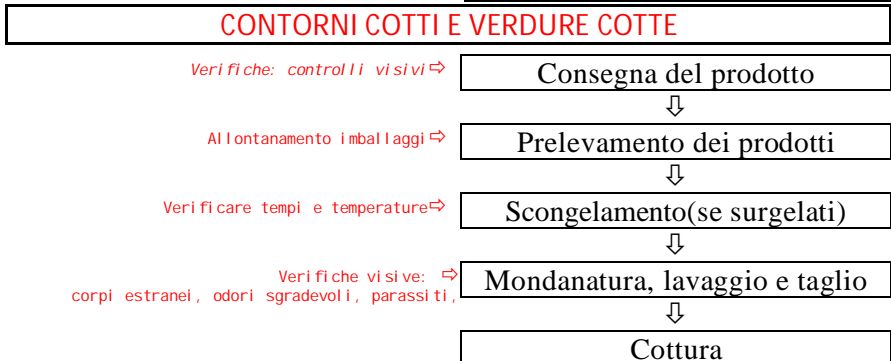 CONTORNI COTTI E VERDURE COTTE
Verifiche: controlli visivi⇨ Consegna del prodotto
Allontanamento imballaggi⇨ Prelevamento dei prodotti
Verificare tempi e temperature⇨ Scongelamento(se surgelati)
Verifiche visive: ⇨ Mondanatura, lavaggio e taglio
corpi estranei, odori sgradevoli, parassiti,
Cottura